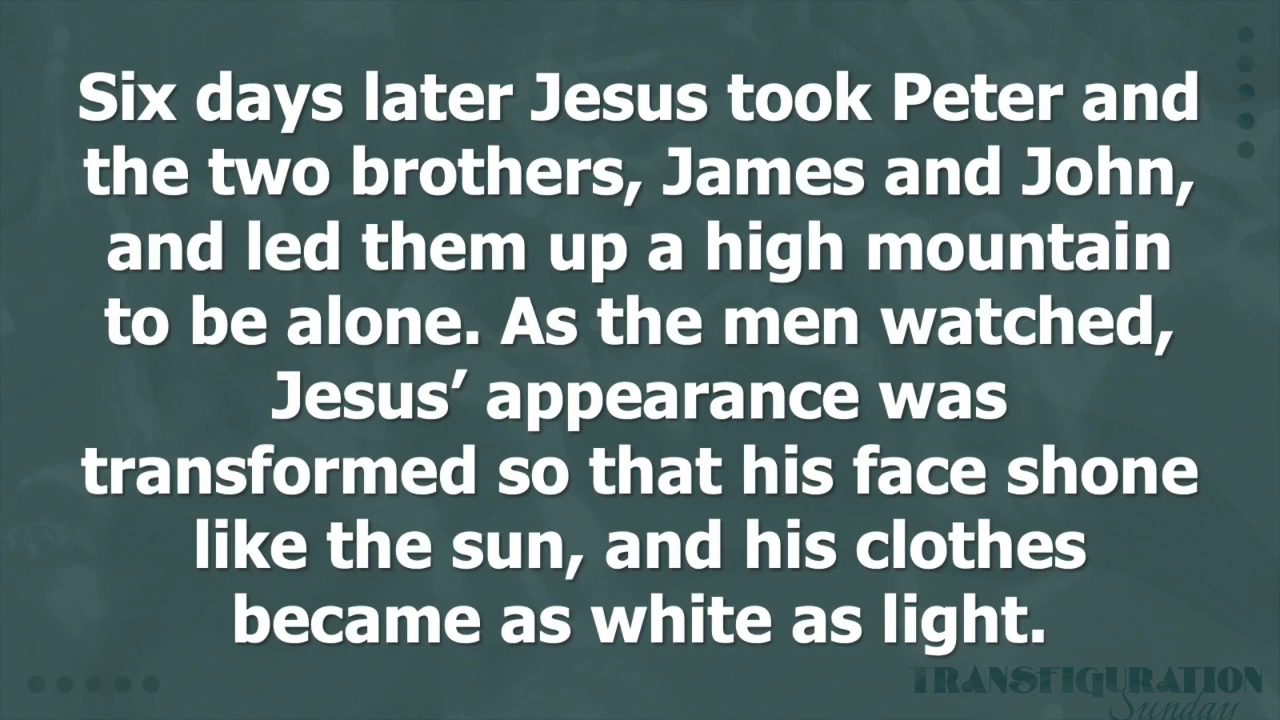 Six days later Jesus took Peter and
the two brothers, James and John,
and led them up a high mountain
to be alone. As the men watched,
Jesus’ appearance was
transformed so that his face shone
like the sun, and his clothes
became as white as light.
TRANSFIGURATION
Sunday